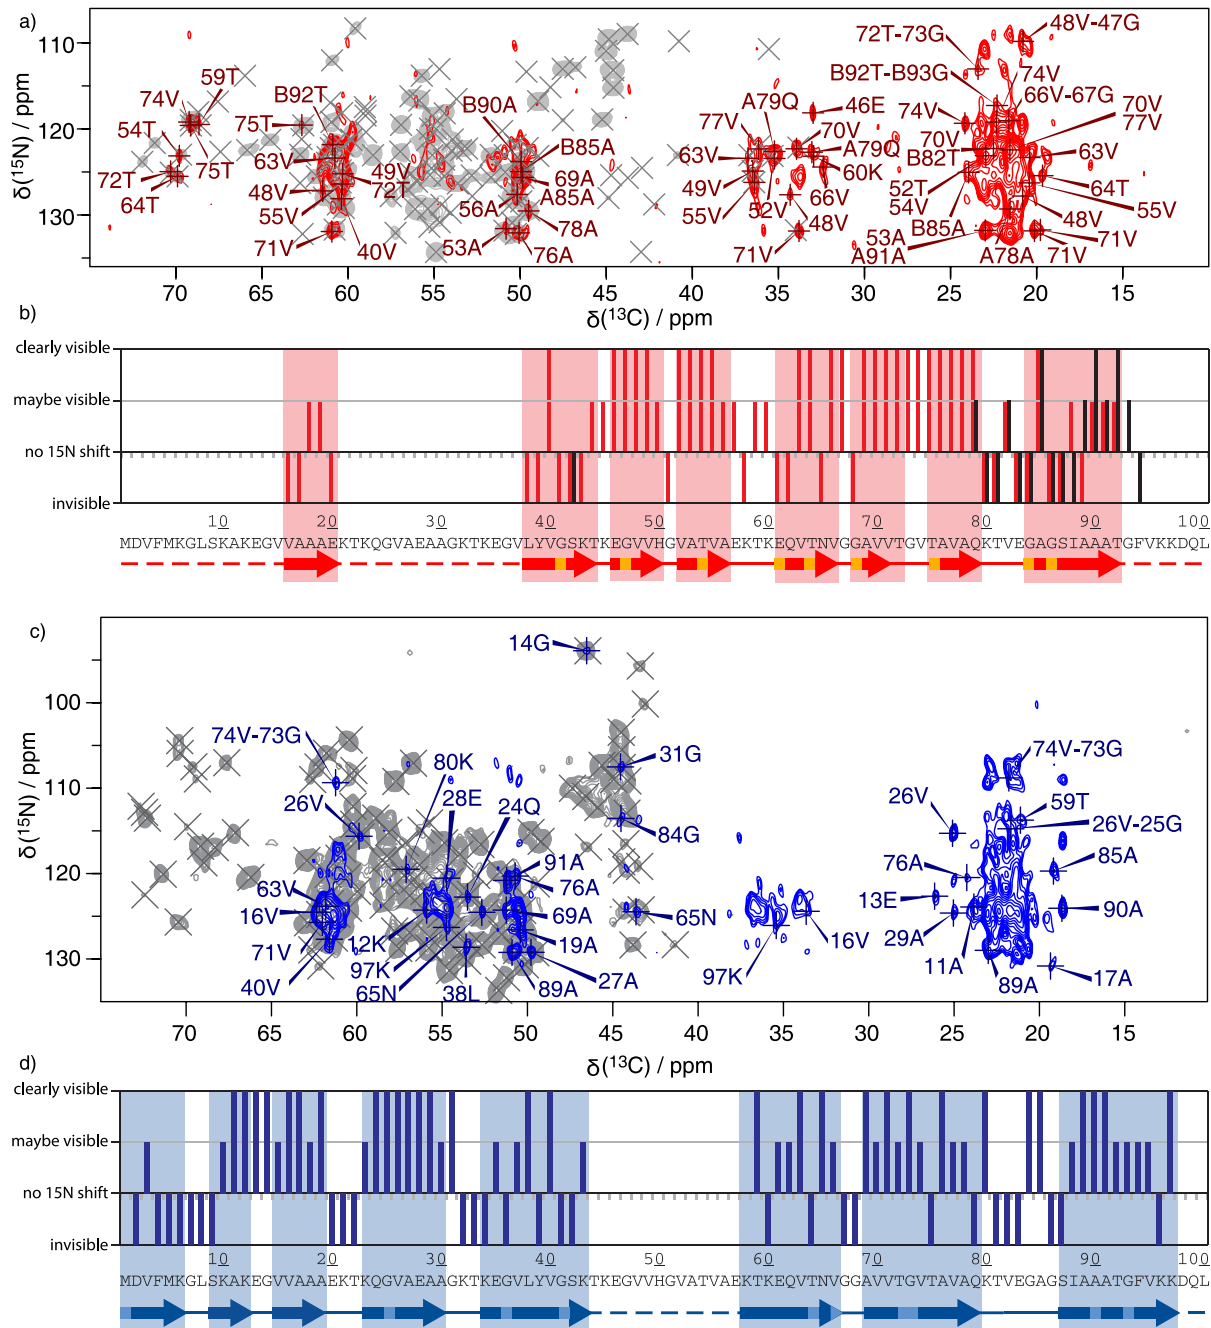 a)
δ(¹⁵N) / ppm
110
120
130
59T
74V
54T
72T
64T
75T
75T
B92T
63V
48V
55V
71V
49V
72T
40V
B90A
B85A
69A
A85A
56A
78A
53A
76A
72T-73G
48V-47G
B92T-B93G
74V
66V-67G
A79Q
46E
74V
70V
77V
77V
70V
70V
63V
A79Q
B82T
63V
49V
60K
52T
64T
55V
52V
66V
54V
48V
48V
55V
B85A
71V
53A
71V
A91A
A78A
71V
70
65
60
55
50
45
40
35
30
25
20
15
δ(¹³C) / ppm
b)
clearly visible
maybe visible
no 15N shift
invisible
10 20 30 40 50 60 70 80 90 100
MDVFMKGLSKAKEGVVAAAEKTKQGVAEAAGKTKEGVLYVGSKTKEGVVHGVATVAEKTKEQVTNVGGAVVTGVTAVAQKTVEGAGSIAAATGFVKKDQL
c)
δ(¹⁵N) / ppm
100
110
120
130
14G
74V-73G
80K
31G
28E
24Q
26V
84G
91A
63V
76A
16V
69A
65N
71V
12K
19A
97K
40V
65N
27A
38L
89A
74V-73G
59T
26V
26V-25G
76A
85A
13E
90A
16V
29A
97K
11A
17A
89A
70
65
60
55
50
45
40
35
30
25
20
15
δ(¹³C) / ppm
d)
clearly visible
maybe visible
no 15N shift
invisible
10 20 30 40 50 60 70 80 90 100
MDVFMKGLSKAKEGVVAAAEKTKQGVAEAAGKTKEGVLYVGSKTKEGVVHGVATVAEKTKEQVTNVGGAVVTGVTAVAQKTVEGAGSIAAATGFVKKDQL